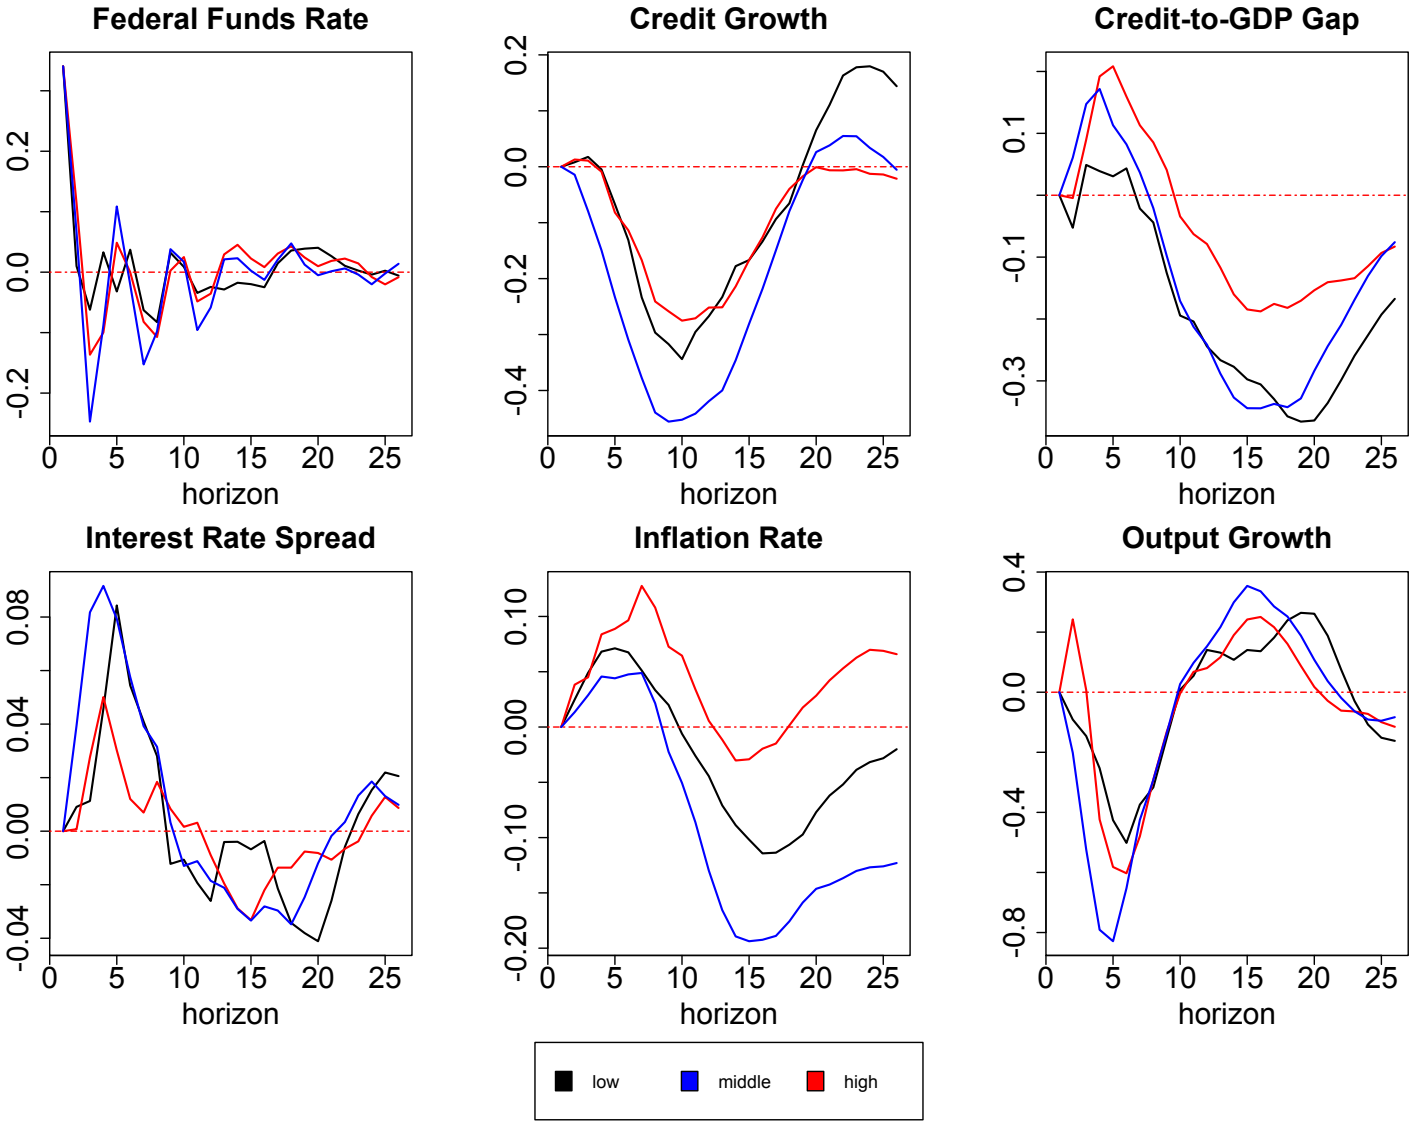 Federal Funds Rate
-0.2 0.0 0.2
0 5 10 15 20 25
horizon
Credit Growth
-0.4 -0.2 0.0 0.2
0 5 10 15 20 25
horizon
Credit-to-GDP Gap
-0.3 -0.1 0.1
0 5 10 15 20 25
horizon
Interest Rate Spread
-0.04 0.00 0.04 0.08
0 5 10 15 20 25
horizon
Inflation Rate
-0.20 -0.10 0.00 0.10
0 5 10 15 20 25
horizon
Output Growth
-0.8 -0.4 0.0 0.4
0 5 10 15 20 25
horizon
low middle high